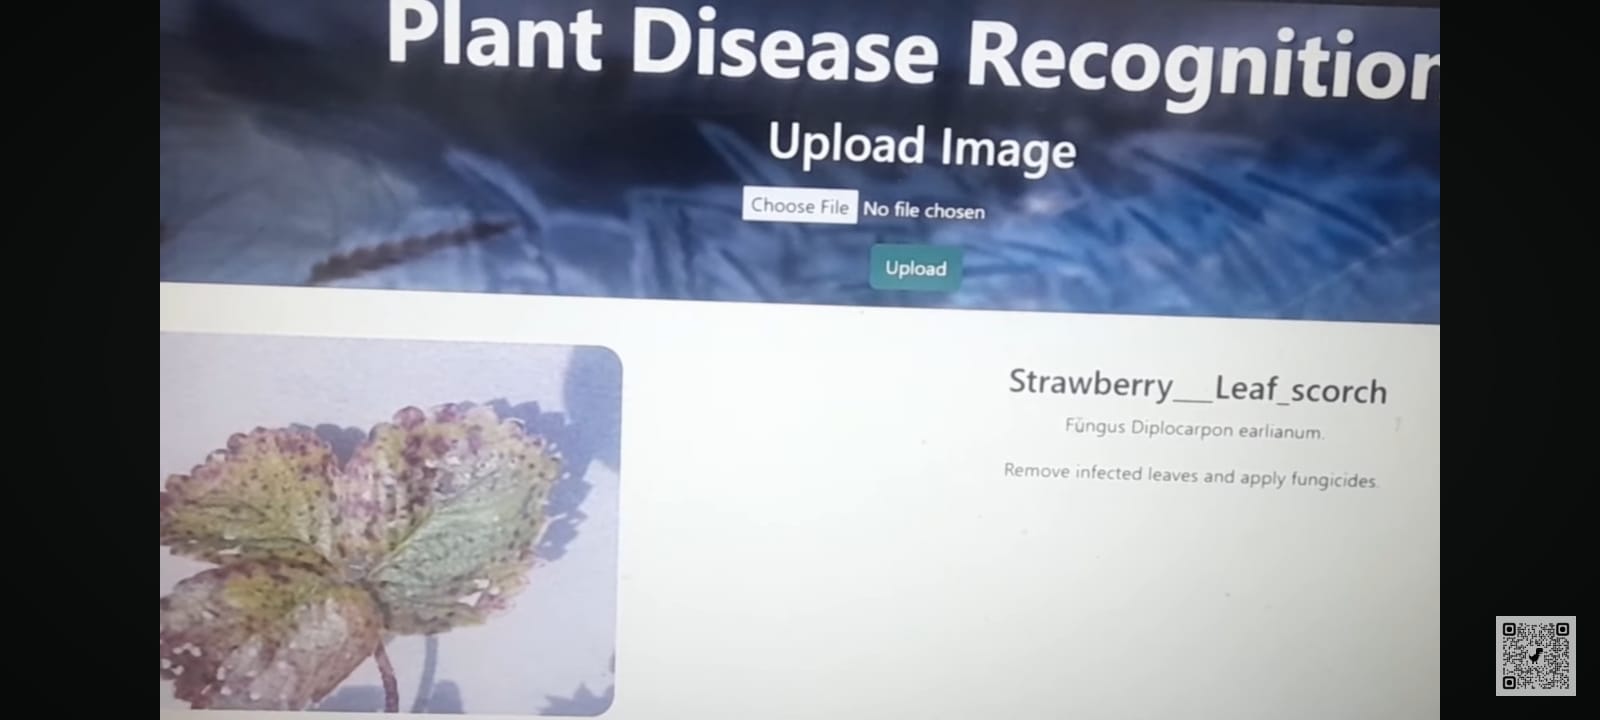 Plant Disease Recognition
Upload Image
Choose File No file chosen
Upload
Strawberry___Leaf_scorch
Fungus Diplocarpon earlianum.
Remove infected leaves and apply fungicides.